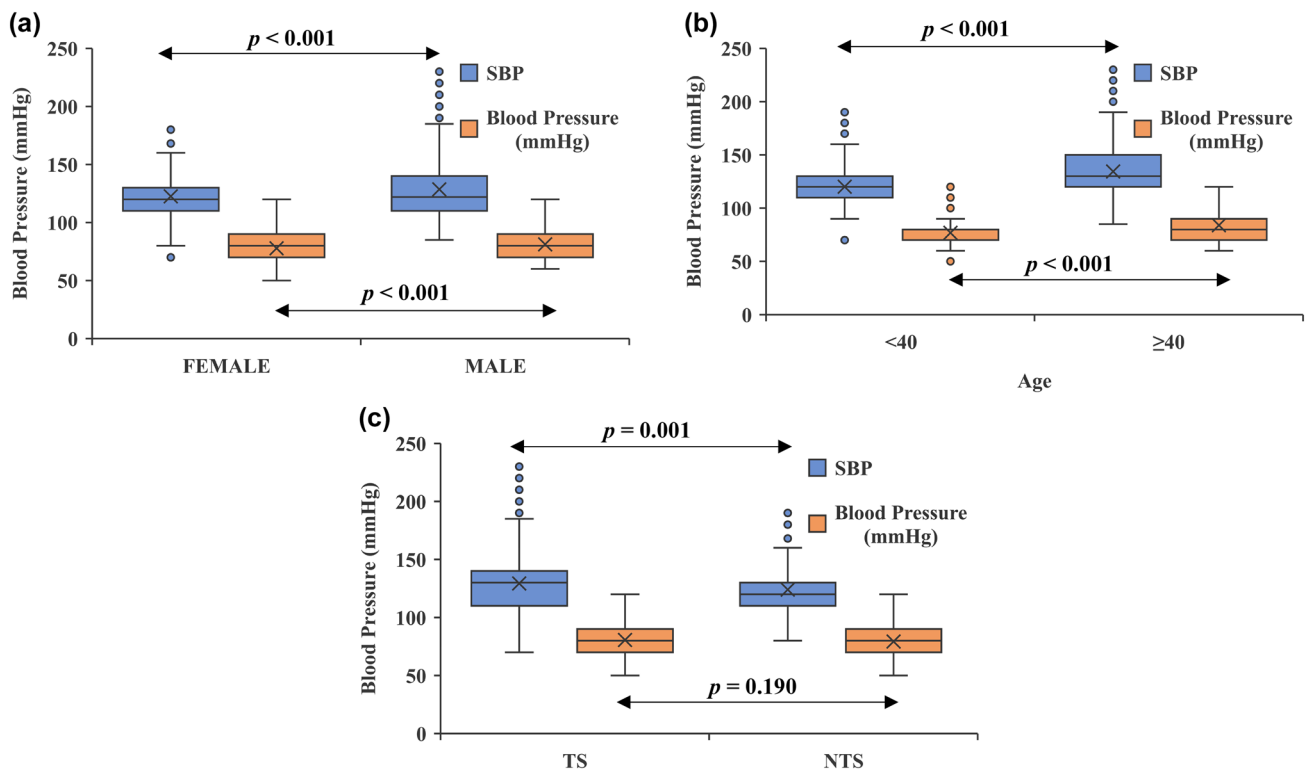 (a)
p < 0.001
250
200
150
100
50
0
Blood Pressure (mmHg)
SBP
Blood Pressure
(mmHg)
p < 0.001
FEMALE
MALE
(b)
p < 0.001
250
200
150
100
50
0
Blood Pressure (mmHg)
SBP
Blood Pressure
(mmHg)
p < 0.001
<40
≥40
Age
(c)
p = 0.001
250
200
150
100
50
0
Blood Pressure (mmHg)
SBP
Blood Pressure
(mmHg)
p = 0.190
TS
NTS